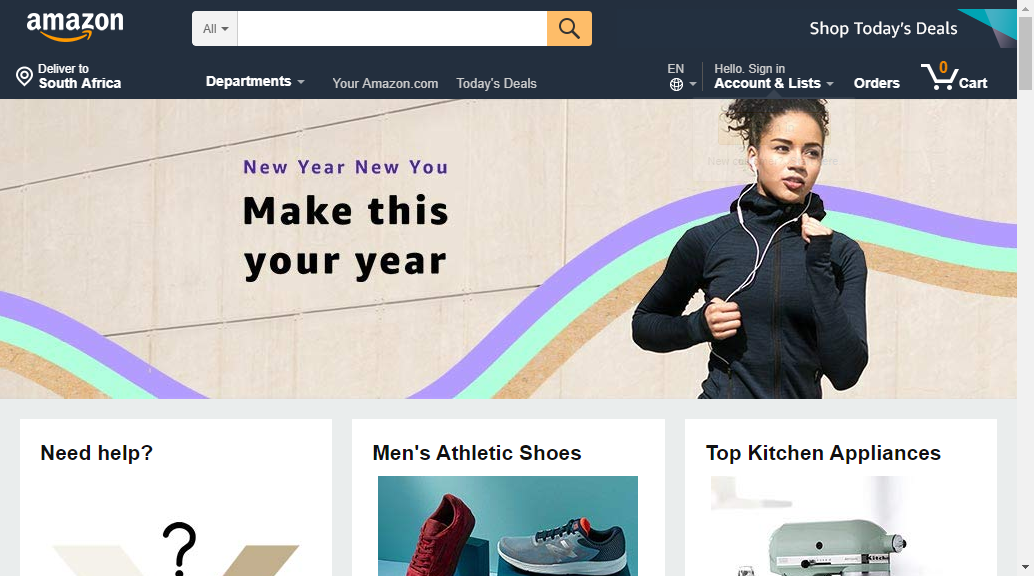 amazon
All
Shop Today's Deals
Deliver to
South Africa
Departments
Your Amazon.com
Today's Deals
EN
Hello. Sign in
Account & Lists
Orders
0
Cart
New Year New You
Make this
your year
Need help?
Men's Athletic Shoes
Top Kitchen Appliances
?